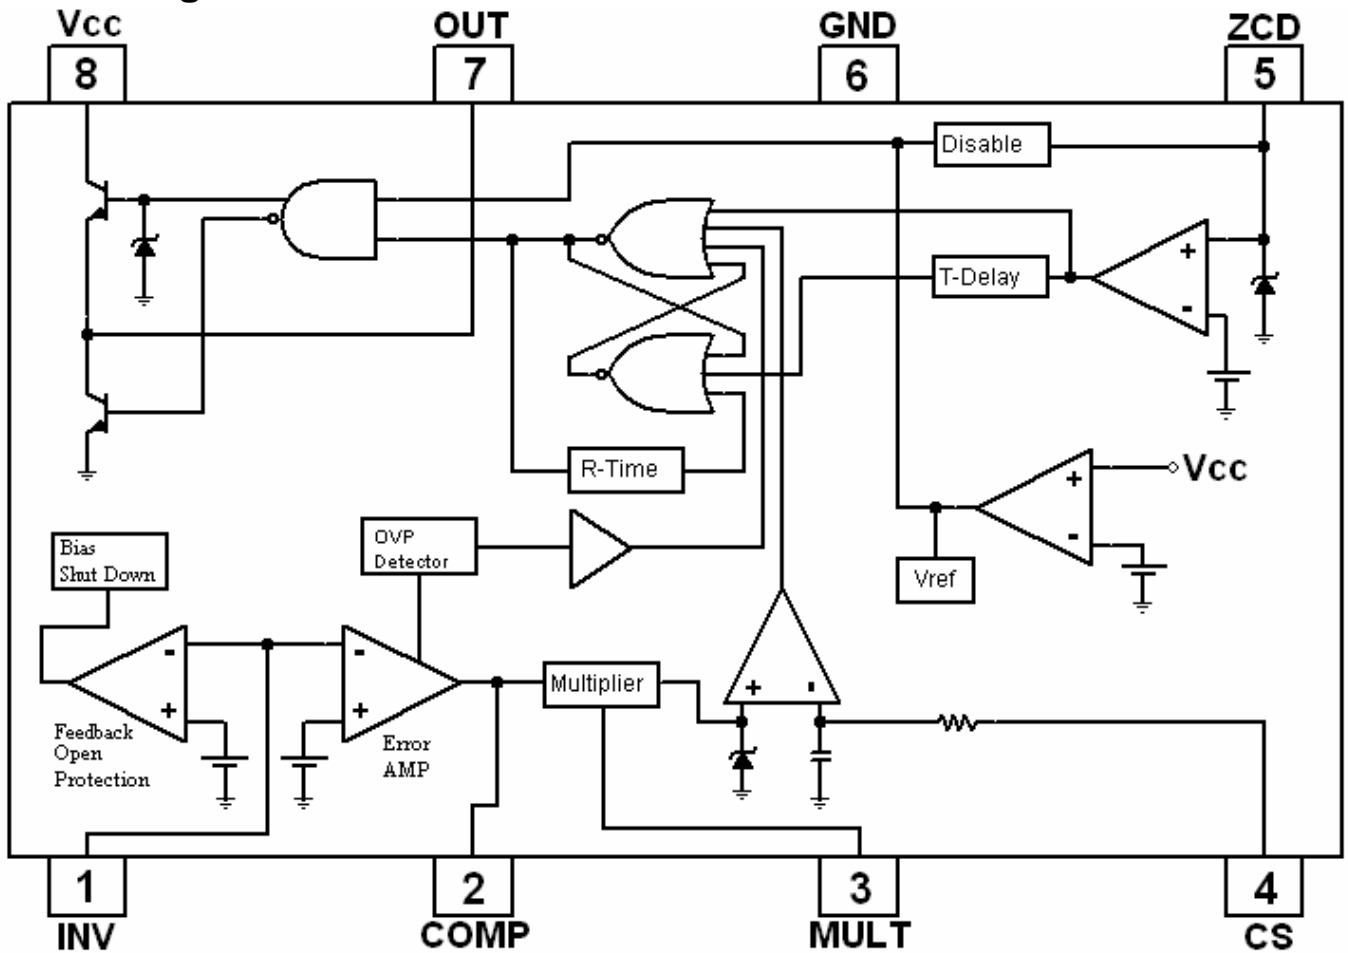 Vcc
OUT
GND
ZCD
8
7
6
5
Disable
+
-
T-Delay
R-Time
+
Vcc
-
Vref
OVP
Detector
Bias
Shut Down
-
+
-
+
Multiplier
+
-
Feedback
Open
Protection
Error
AMP
1
2
3
4
INV
COMP
MULT
CS